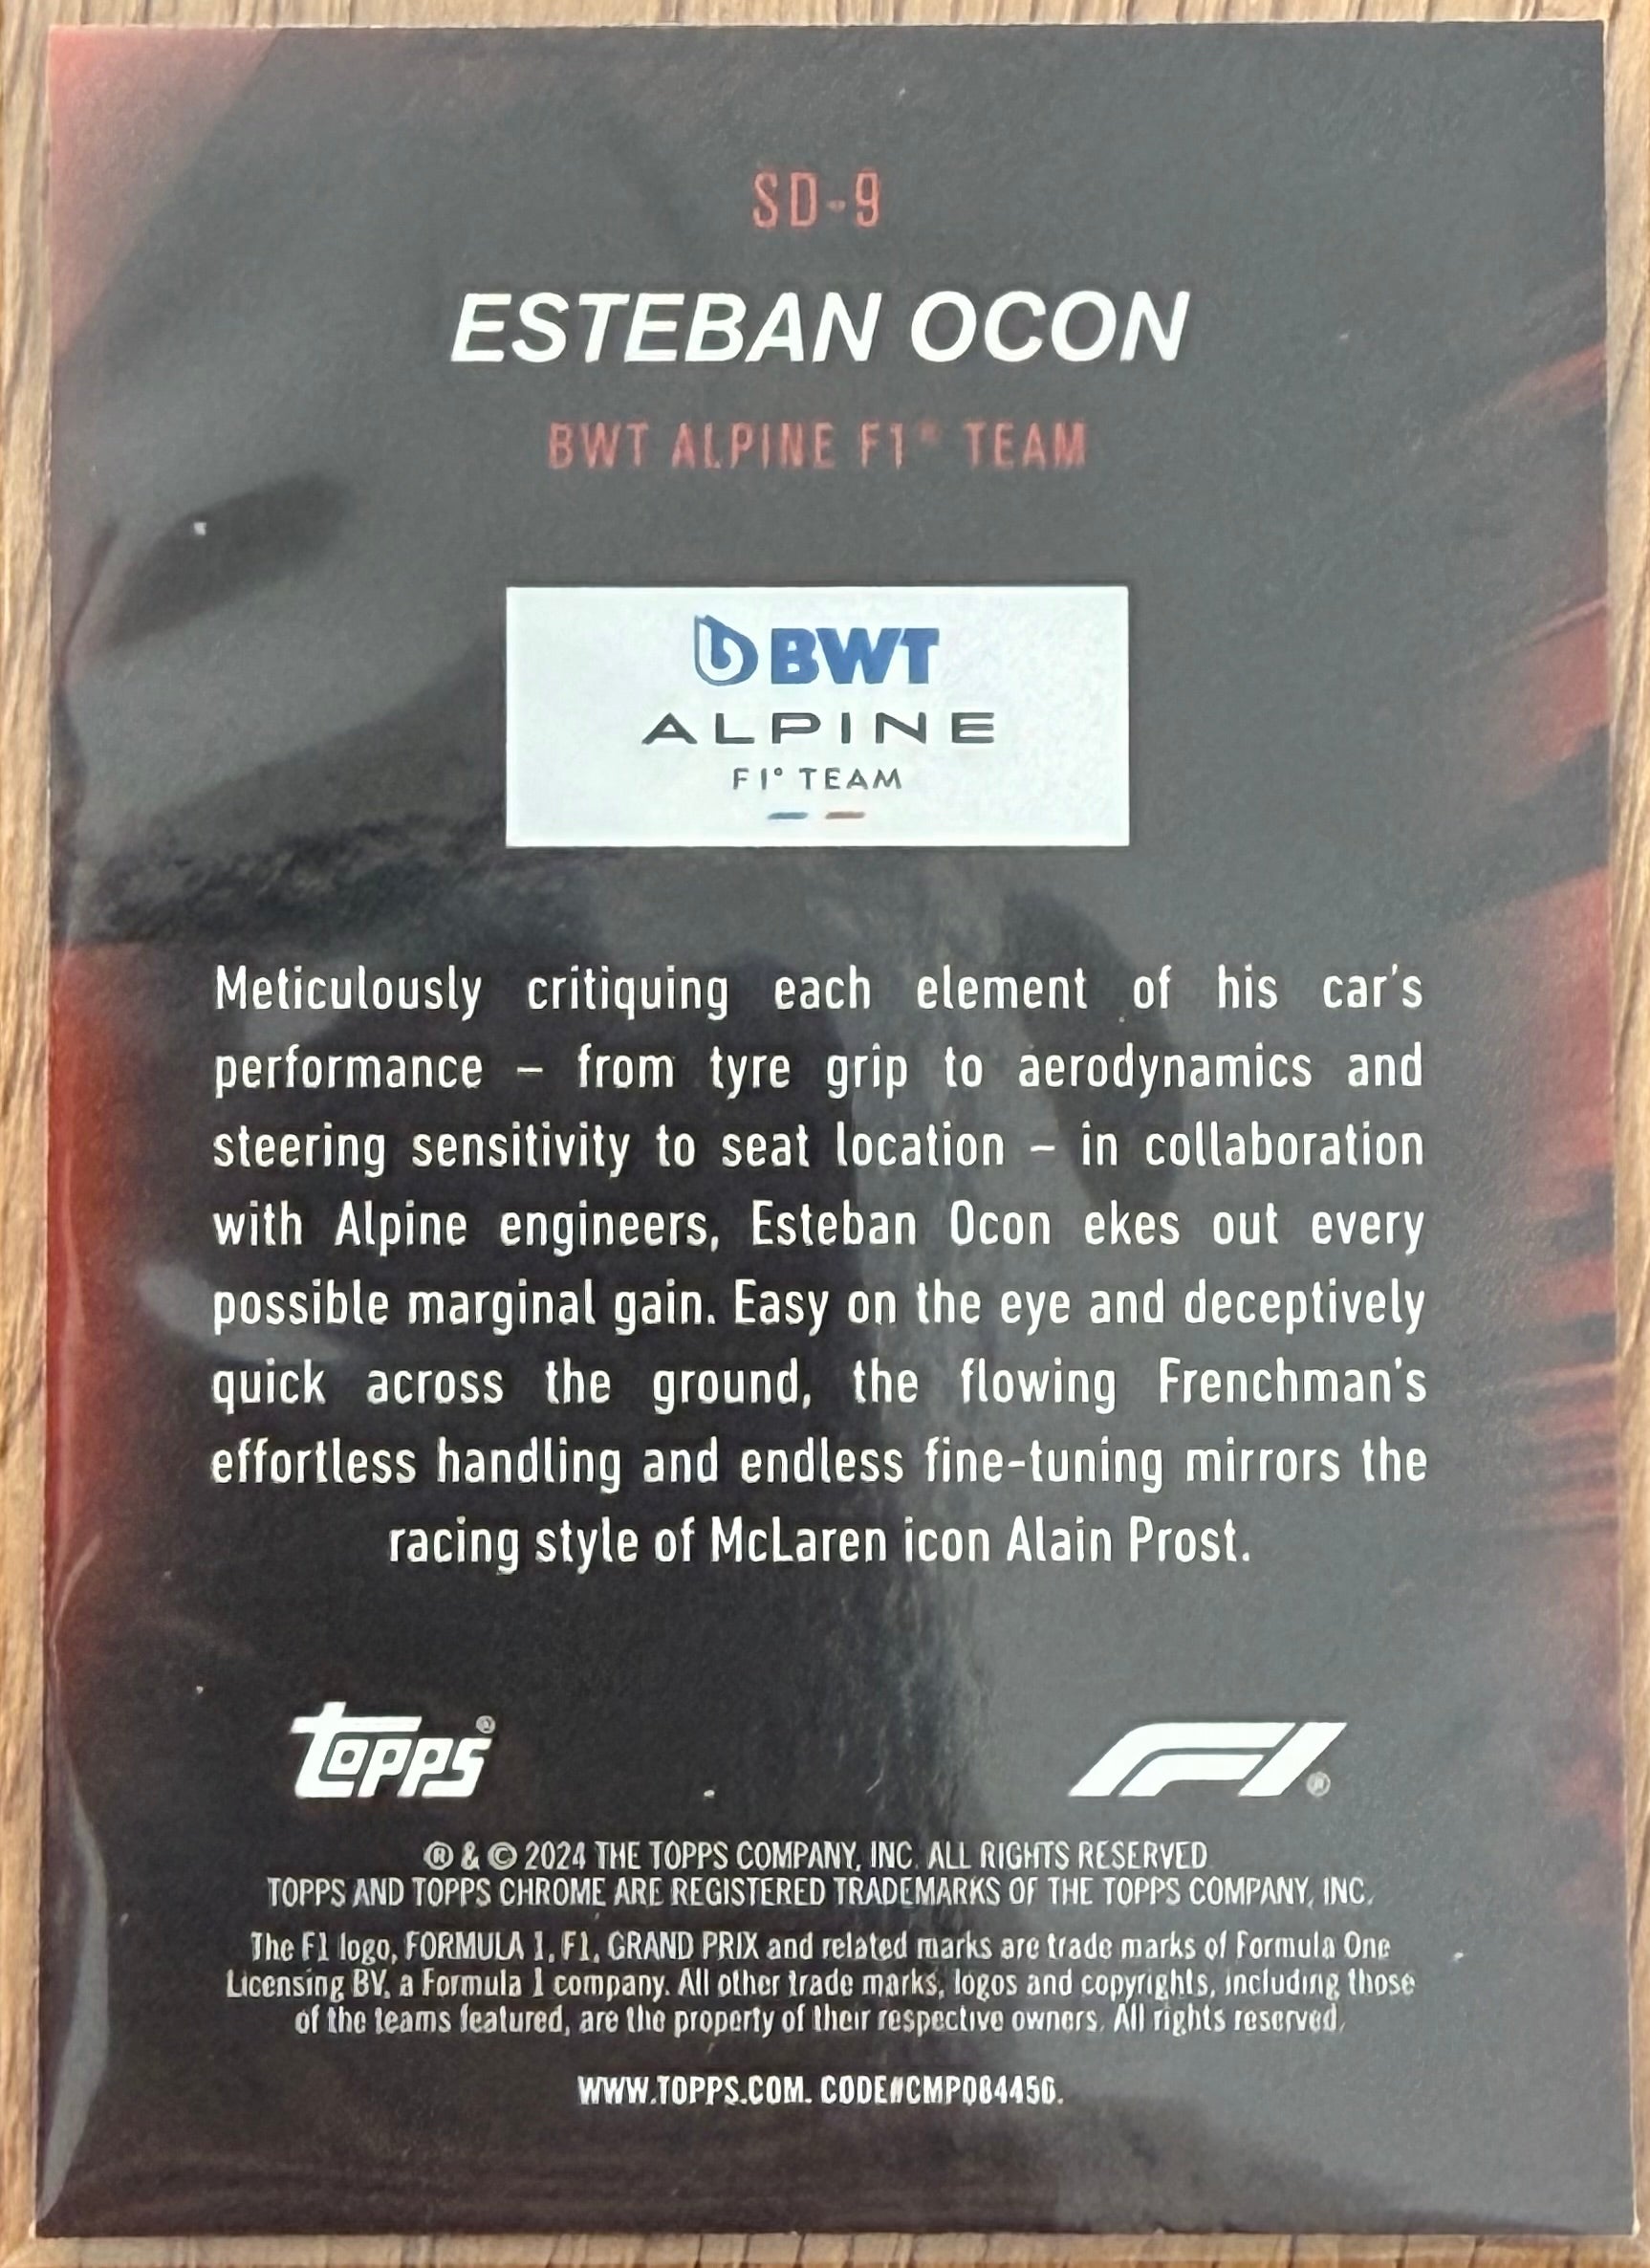 SD-9
ESTEBAN OCON
BWT ALPINE F1® TEAM
BWT
ALPINE
F1® TEAM
Meticulously critiquing each element of his car's
performance – from tyre grip to aerodynamics and
steering sensitivity to seat location – in collaboration
with Alpine engineers, Esteban Ocon ekes out every
possible marginal gain. Easy on the eye and deceptively
quick across the ground, the flowing Frenchman's
effortless handling and endless fine-tuning mirrors the
racing style of McLaren icon Alain Prost.
Topps® F1®
® & © 2024 THE TOPPS COMPANY, INC. ALL RIGHTS RESERVED
TOPPS AND TOPPS CHROME ARE REGISTERED TRADEMARKS OF THE TOPPS COMPANY, INC.
The F1 logo, FORMULA 1, F1, GRAND PRIX and related marks are trade marks of Formula One
Licensing BV, a Formula 1 company. All other trade marks, logos and copyrights, including those
of the teams featured, are the property of their respective owners. All rights reserved.
WWW.TOPPS.COM. CODE#CMP084456.